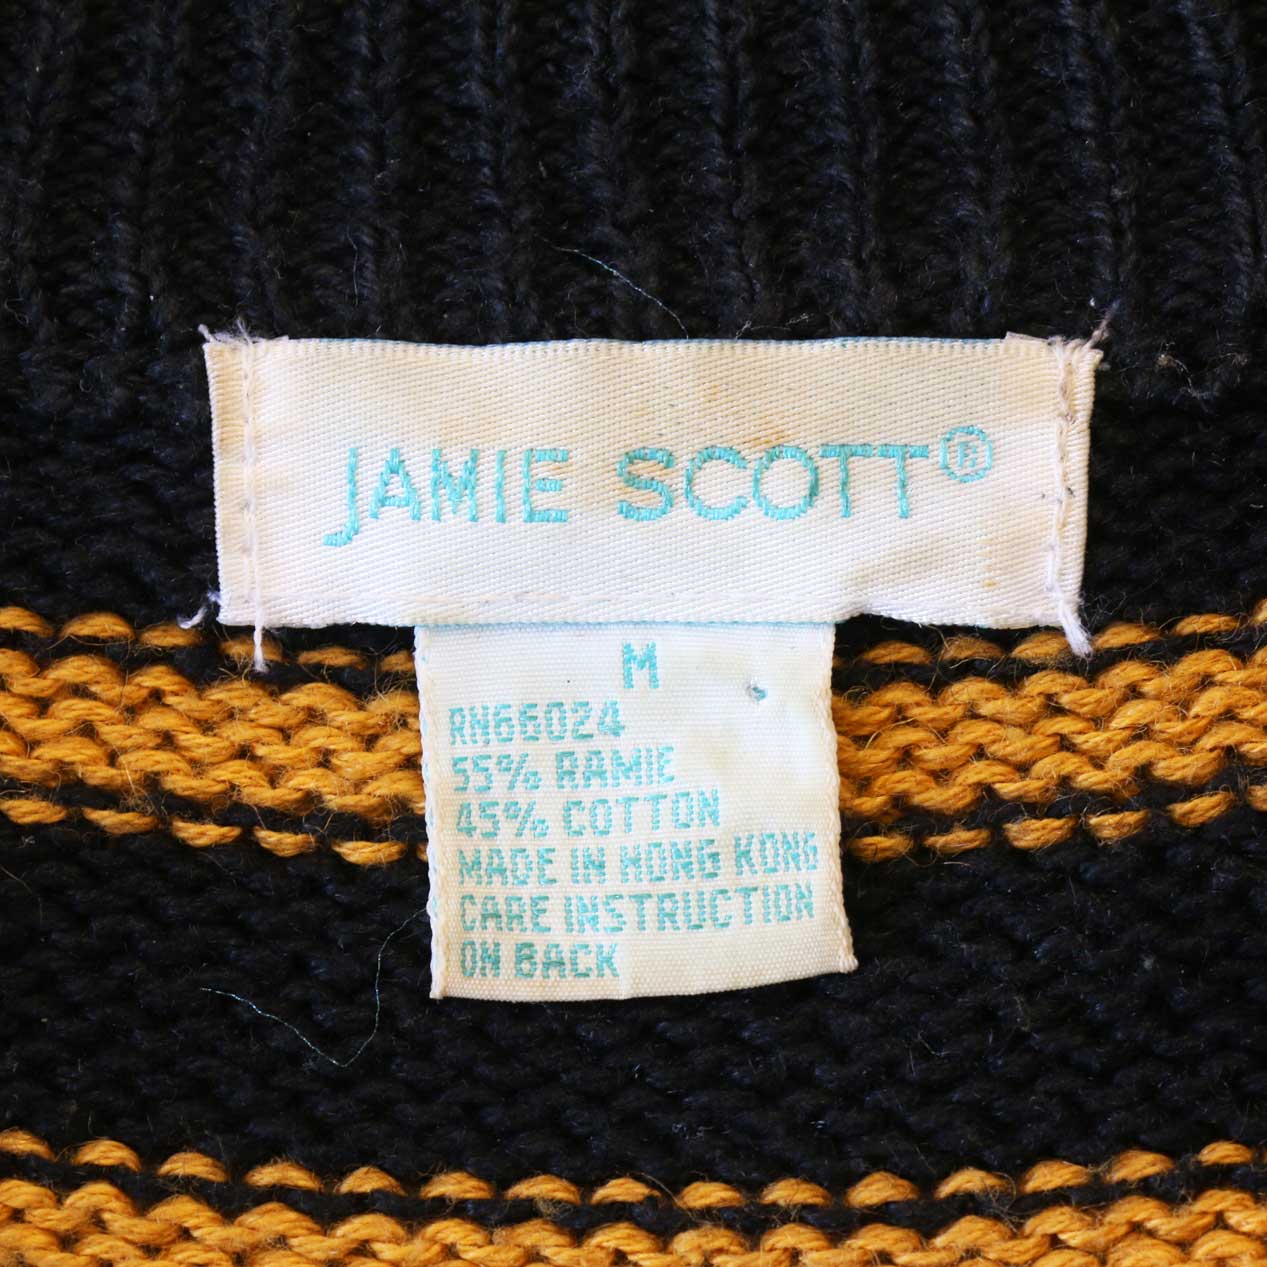 JAMIE SCOTT®
M
RN66024
55% RAMIE
45% COTTON
MADE IN HONG KONG
CARE INSTRUCTION
ON BACK